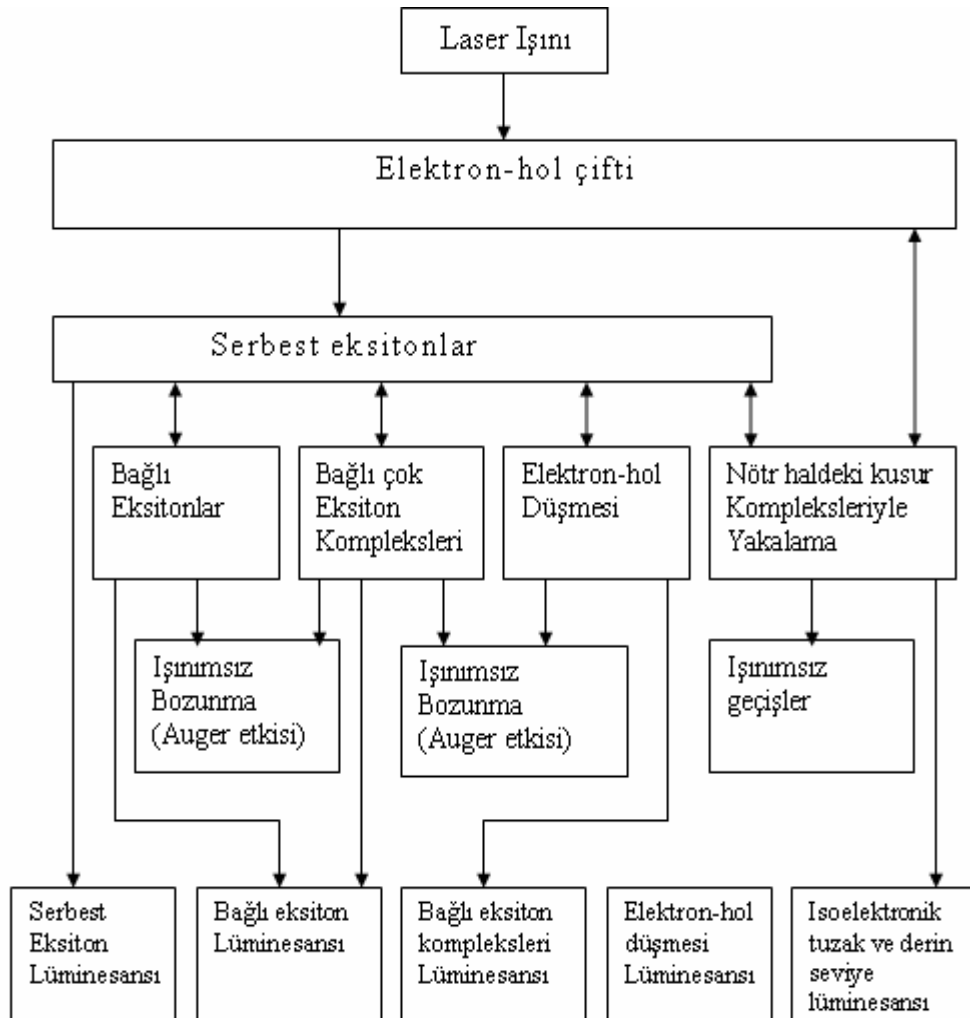 Laser Işını
Elektron-hol çifti
Serbest eksitonlar
Bağlı
Eksitonlar
Bağlı çok
Eksiton
Kompleksleri
Elektron-hol
Düşmesi
Nötr haldeki kusur
Kompleksleriyle
Yakalama
Işınımsız
Bozunma
(Auger etkisi)
Işınımsız
Bozunma
(Auger etkisi)
Işınımsız
geçişler
Serbest
Eksiton
Lüminesansı
Bağlı eksiton
Lüminesansı
Bağlı eksiton
kompleksleri
Lüminesansı
Elektron-hol
düşmesi
Lüminesansı
Isoelektronik
tuzak ve derin
seviye
lüminesansı